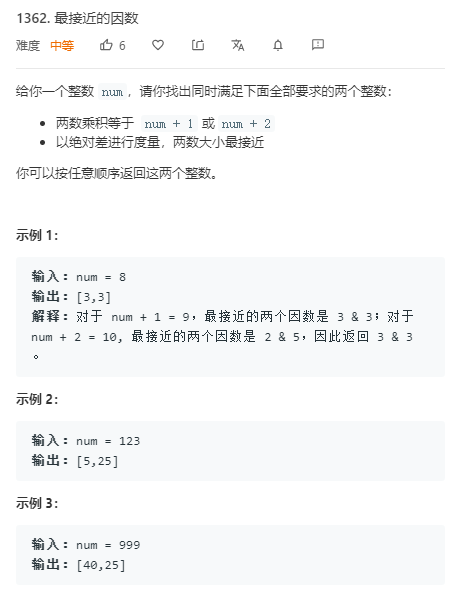 1362. 最接近的因数
难度 中等 6
给你一个整数 num，请你找出同时满足下面全部要求的两个整数：
两数乘积等于 num + 1 或 num + 2
以绝对差进行度量，两数大小最接近
你可以按任意顺序返回这两个整数。
示例 1：
输入：num = 8
输出：[3,3]
解释：对于 num + 1 = 9，最接近的两个因数是 3 & 3；对于
num + 2 = 10, 最接近的两个因数是 2 & 5，因此返回 3 & 3
。
示例 2：
输入：num = 123
输出：[5,25]
示例 3：
输入：num = 999
输出：[40,25]